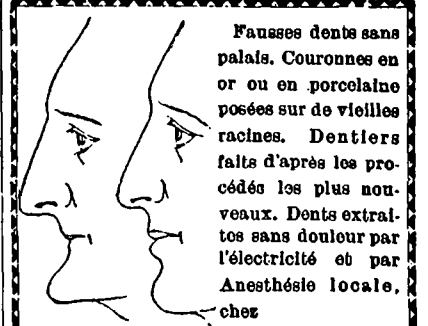 Fausses dents sans
palais. Couronnes en
or ou en porcelaine
posées sur de vieilles
racines. Dentiers
faits d'après les pro-
cédés les plus nou-
veaux. Dents extrai-
tes sans douleur par
l'électricité et par
Anesthésie locale,
chez